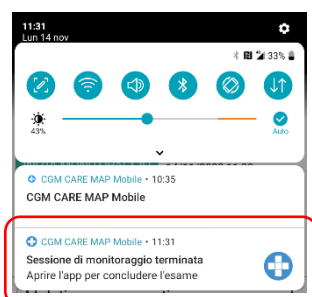 11:31
Lun 14 nov
33%
43%
Auto
CGM CARE MAP Mobile • 10:35
CGM CARE MAP Mobile
CGM CARE MAP Mobile • 11:31
Sessione di monitoraggio terminata
Aprire l'app per concludere l'esame